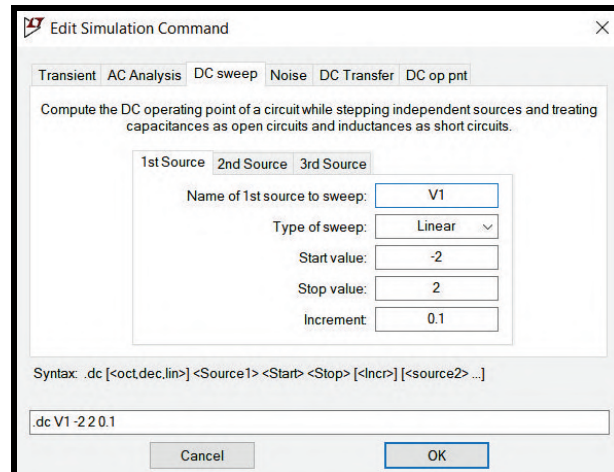 Edit Simulation Command
Transient AC Analysis DC sweep Noise DC Transfer DC op pnt
Compute the DC operating point of a circuit while stepping independent sources and treating
capacitances as open circuits and inductances as short circuits.
1st Source 2nd Source 3rd Source
Name of 1st source to sweep: V1
Type of sweep: Linear
Start value: -2
Stop value: 2
Increment: 0.1
Syntax: .dc [<oct,dec,lin>] <Source1> <Start> <Stop> [<Incr>] [<source2> ...]
.dc V1 -2 2 0.1
Cancel OK